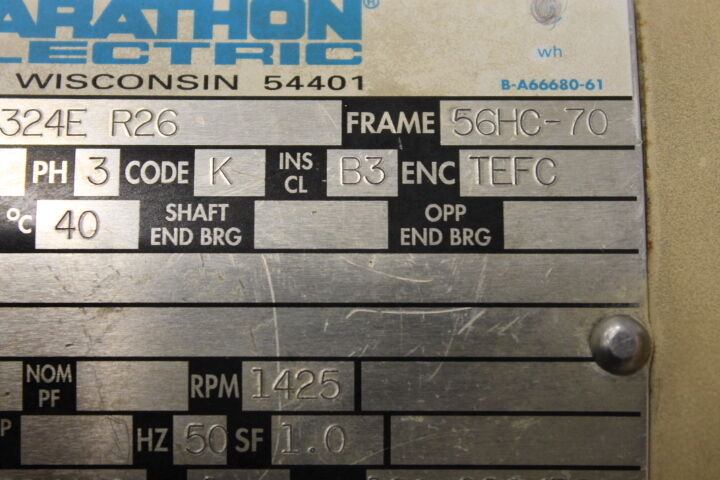 ARATHON®
LECTRIC
WISCONSIN 54401
wh
B-A66680-61
324E R26 FRAME 56HC-70
PH 3 CODE K INS CL B3 ENC TEFC
°C 40 SHAFT END BRG OPP END BRG
NOM PF RPM 1425
P HZ 50 SF 1.0